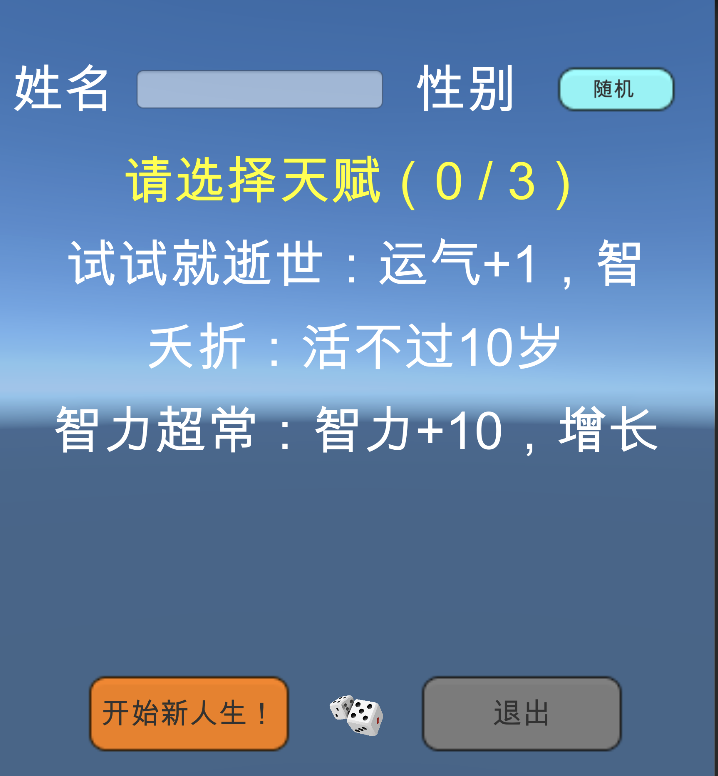 姓名 性别 随机
请选择天赋（0/3）
试试就逝世：运气+1，智
夭折：活不过10岁
智力超常：智力+10，增长
开始新人生！ 退出